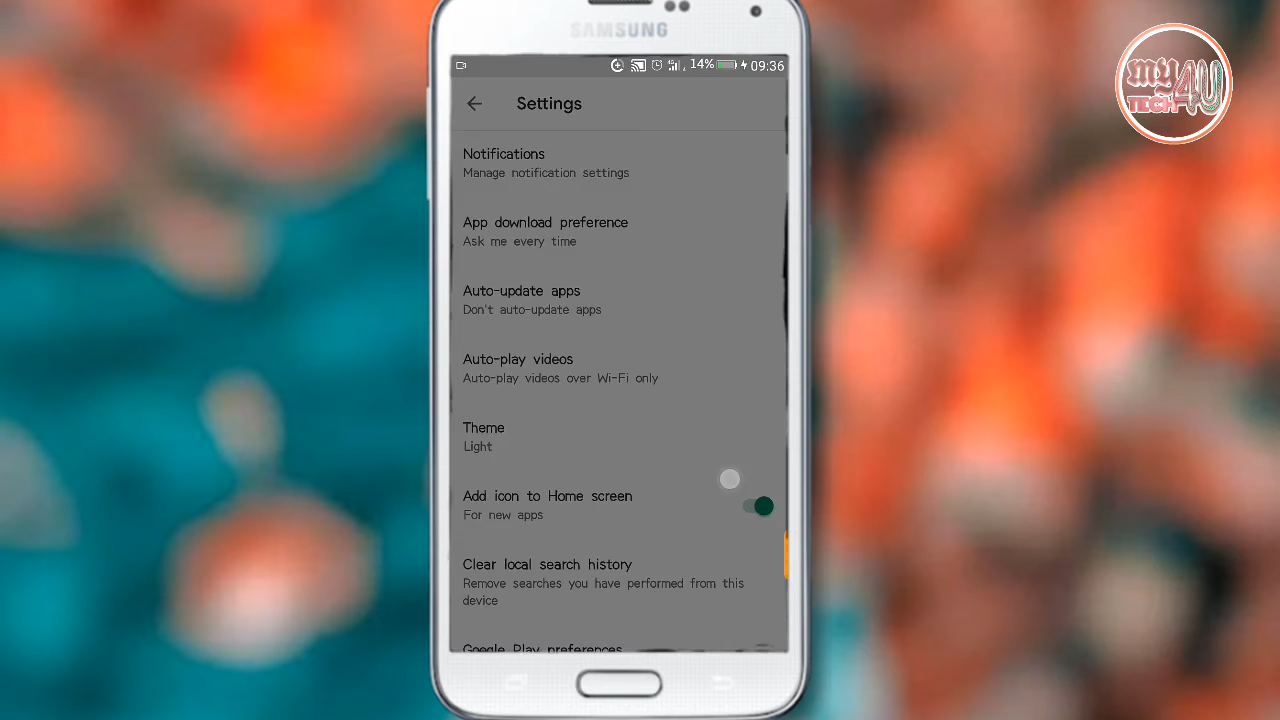 SAMSUNG
14% 09:36
Settings
Notifications
Manage notification settings
App download preference
Ask me every time
Auto-update apps
Don't auto-update apps
Auto-play videos
Auto-play videos over Wi-Fi only
Theme
Light
Add icon to Home screen
For new apps
Clear local search history
Remove searches you have performed from this
device
Google Play preferences
MY
TECH 4U